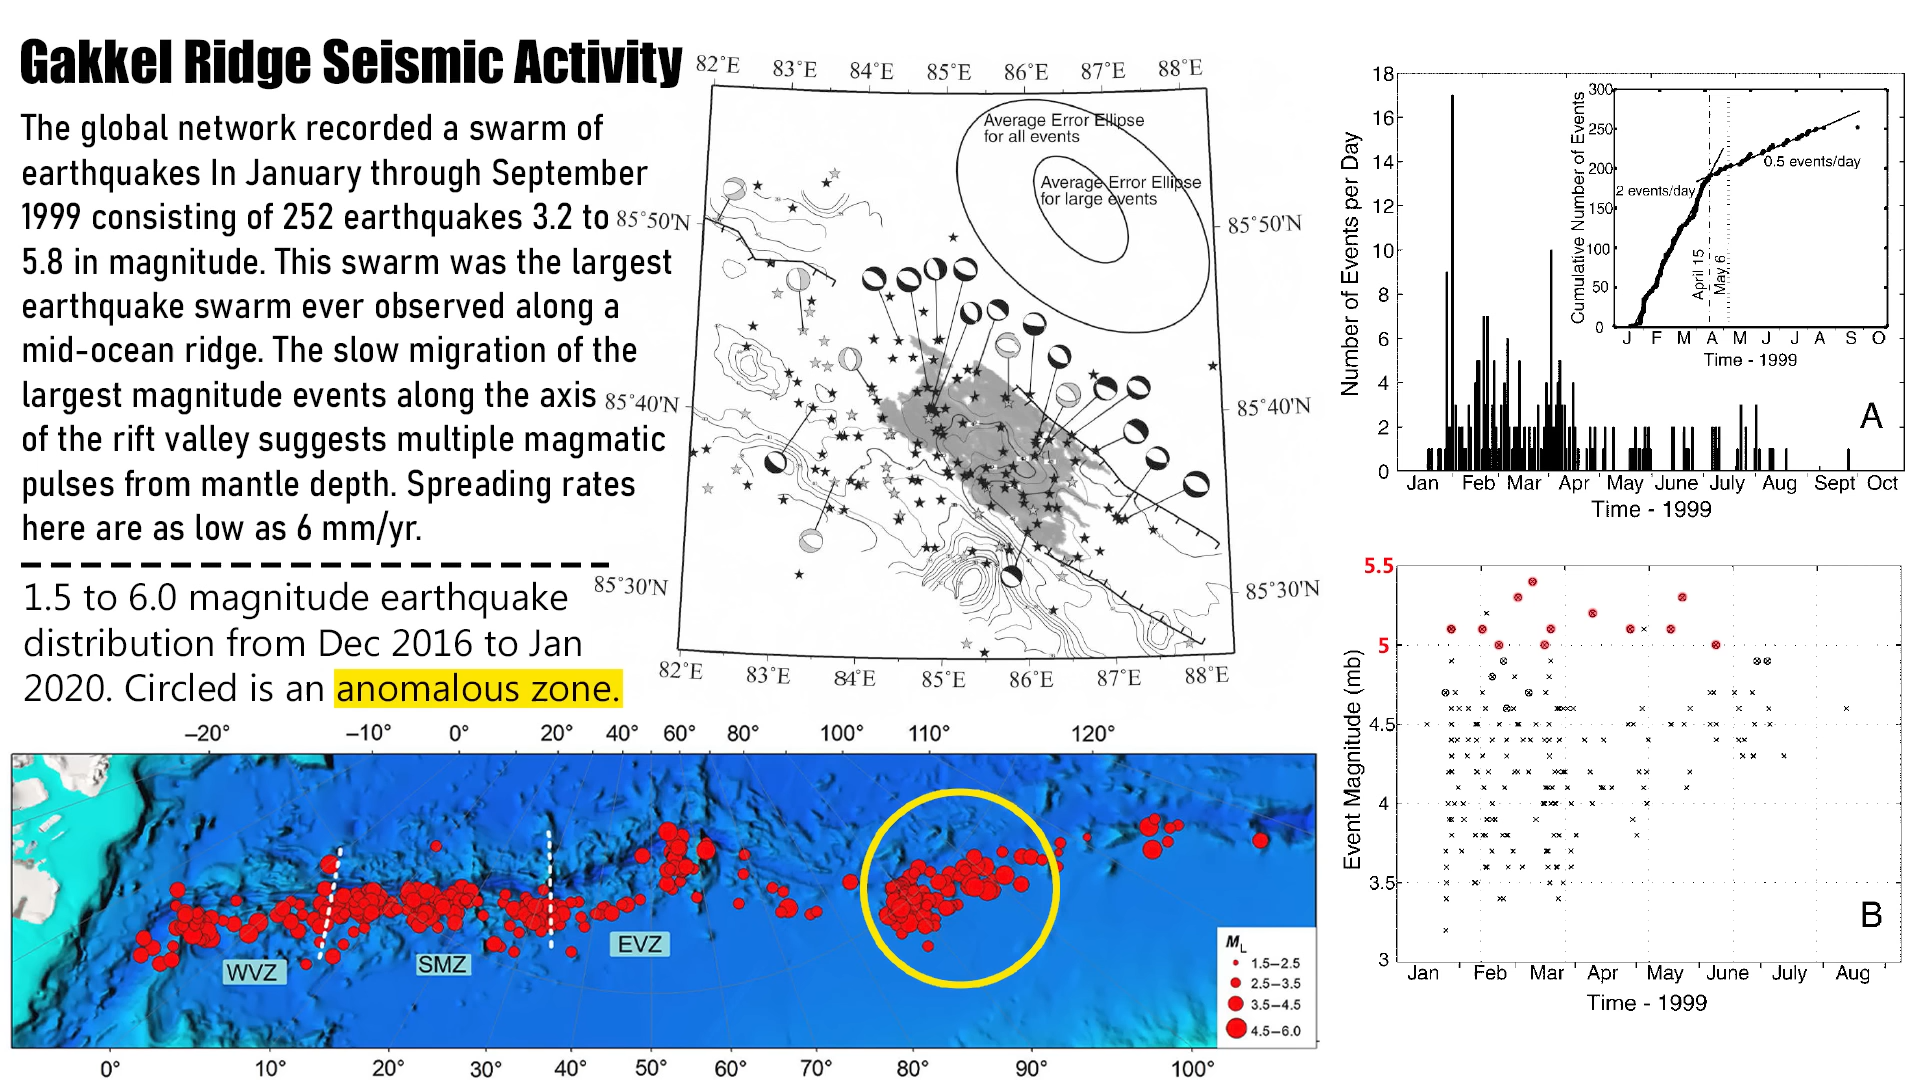 Gakkel Ridge Seismic Activity
The global network recorded a swarm of
earthquakes In January through September
1999 consisting of 252 earthquakes 3.2 to
5.8 in magnitude. This swarm was the largest
earthquake swarm ever observed along a
mid-ocean ridge. The slow migration of the
largest magnitude events along the axis
of the rift valley suggests multiple magmatic
pulses from mantle depth. Spreading rates
here are as low as 6 mm/yr.
1.5 to 6.0 magnitude earthquake
distribution from Dec 2016 to Jan
2020. Circled is an anomalous zone.
82°E 83°E 84°E 85°E 86°E 87°E 88°E
Average Error Ellipse
for all events
Average Error Ellipse
for large events
85°50'N 85°50'N
85°40'N 85°40'N
85°30'N 85°30'N
82°E 83°E 84°E 85°E 86°E 87°E 88°E
18
16
14
12
10
8
6
4
2
0
Number of Events per Day
Jan Feb Mar Apr May June July Aug Sept Oct
Time - 1999
A
300
250
200
150
100
50
0
Cumulative Number of Events
0.5 events/day
2 events/day
April 15
May 6
J F M A M J J A S O
Time - 1999
5.5
5
4.5
4
3.5
3
Event Magnitude (mb)
B
Jan Feb Mar Apr May June July Aug
Time - 1999
–20° –10° 0° 20° 40° 60° 80° 100° 110° 120°
WVZ
SMZ
EVZ
ML
1.5–2.5
2.5–3.5
3.5–4.5
4.5–6.0
0° 10° 20° 30° 40° 50° 60° 70° 80° 90° 100°